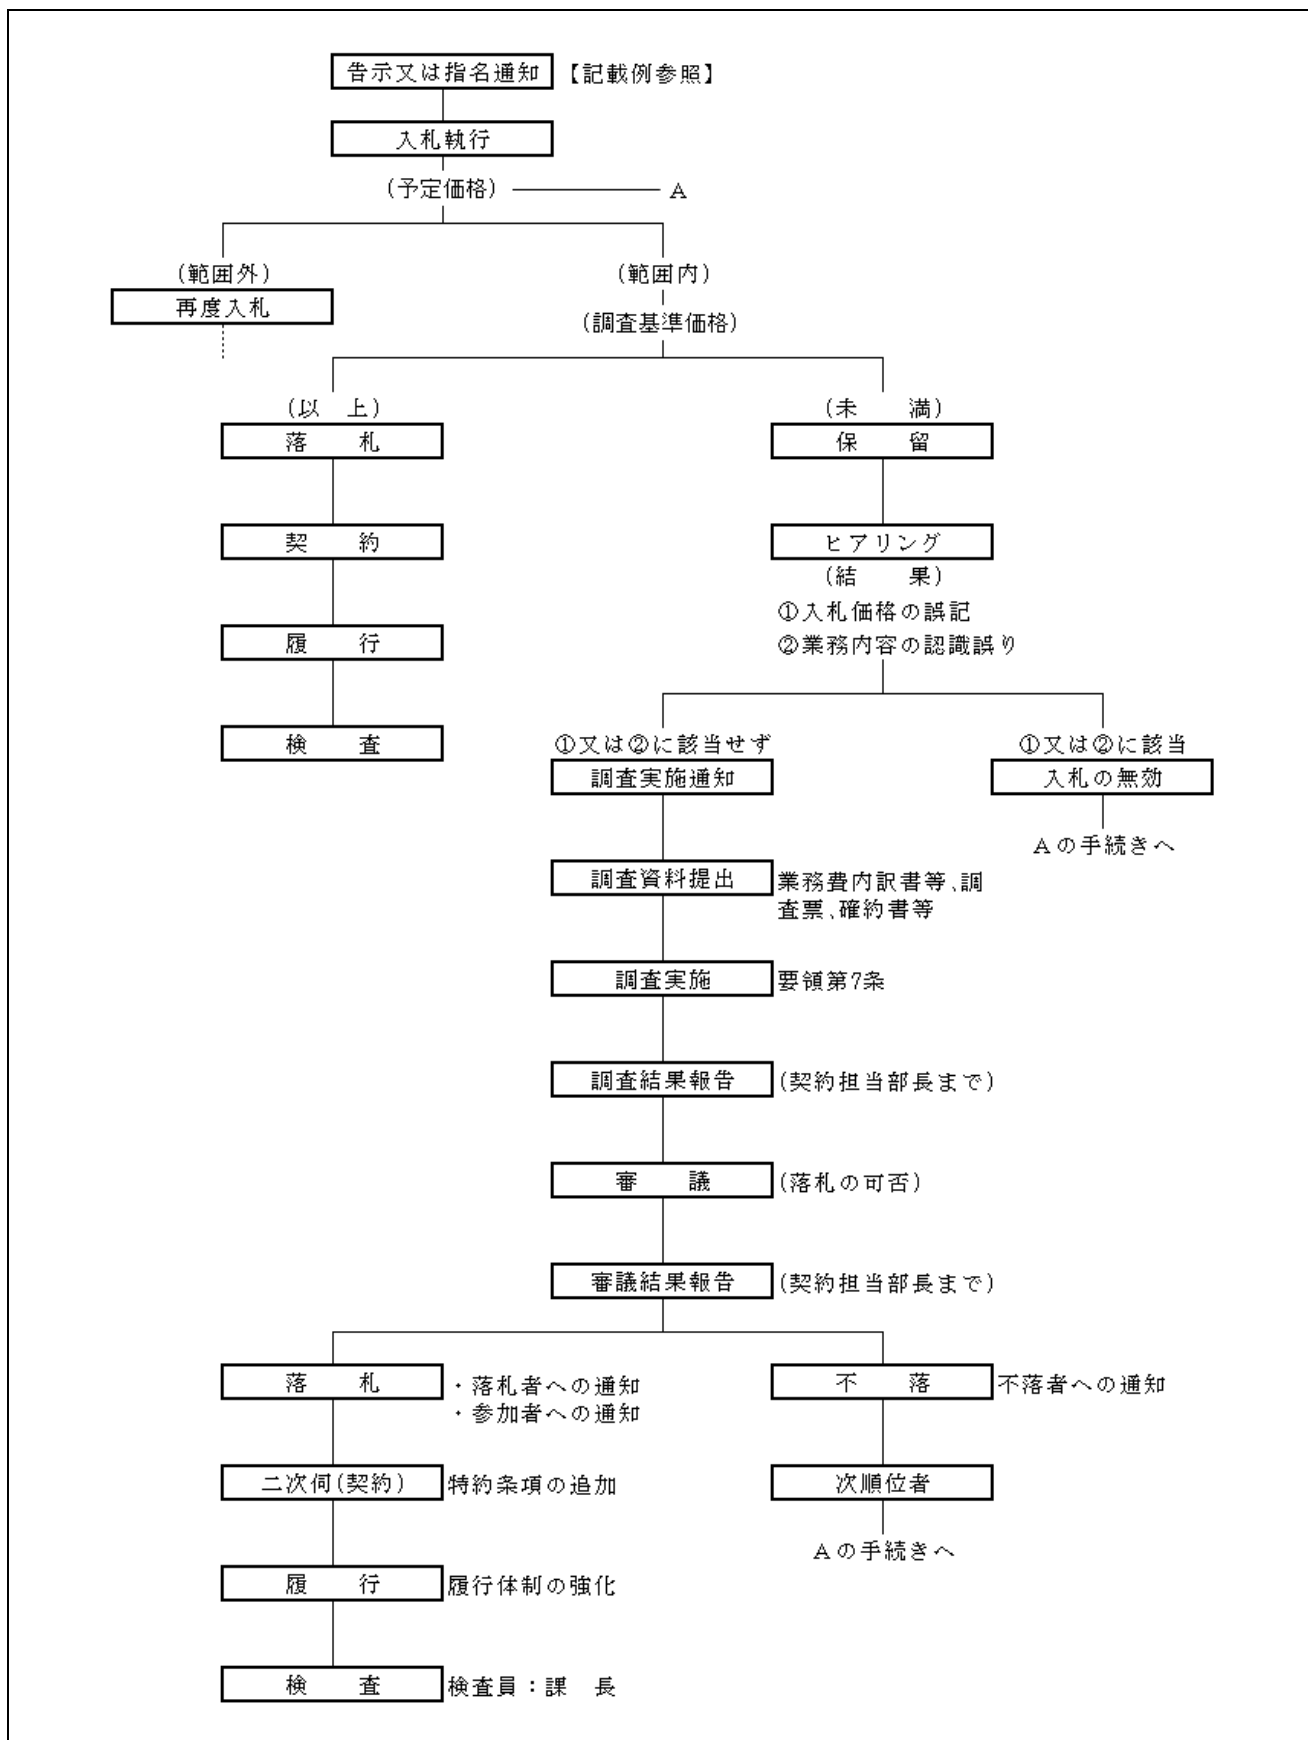 告示又は指名通知 【記載例参照】
入札執行
(予定価格) A
(範囲外) (範囲内)
再度入札
(調査基準価格)
(以 上) (未 満)
落 札 保 留
契 約 ヒアリング
(結 果)
①入札価格の誤記
履 行 ②業務内容の認識誤り
検 査 ①又は②に該当せず ①又は②に該当
調査実施通知 入札の無効
Aの手続きへ
調査資料提出 業務費内訳書等、調
査票、確約書等
調査実施 要領第7条
調査結果報告 (契約担当部長まで)
審 議 (落札の可否)
審議結果報告 (契約担当部長まで)
落 札 ・落札者への通知 不 落 不落者への通知
・参加者への通知
二次伺(契約) 特約条項の追加 次順位者
Aの手続きへ
履 行 履行体制の強化
検 査 検査員：課 長